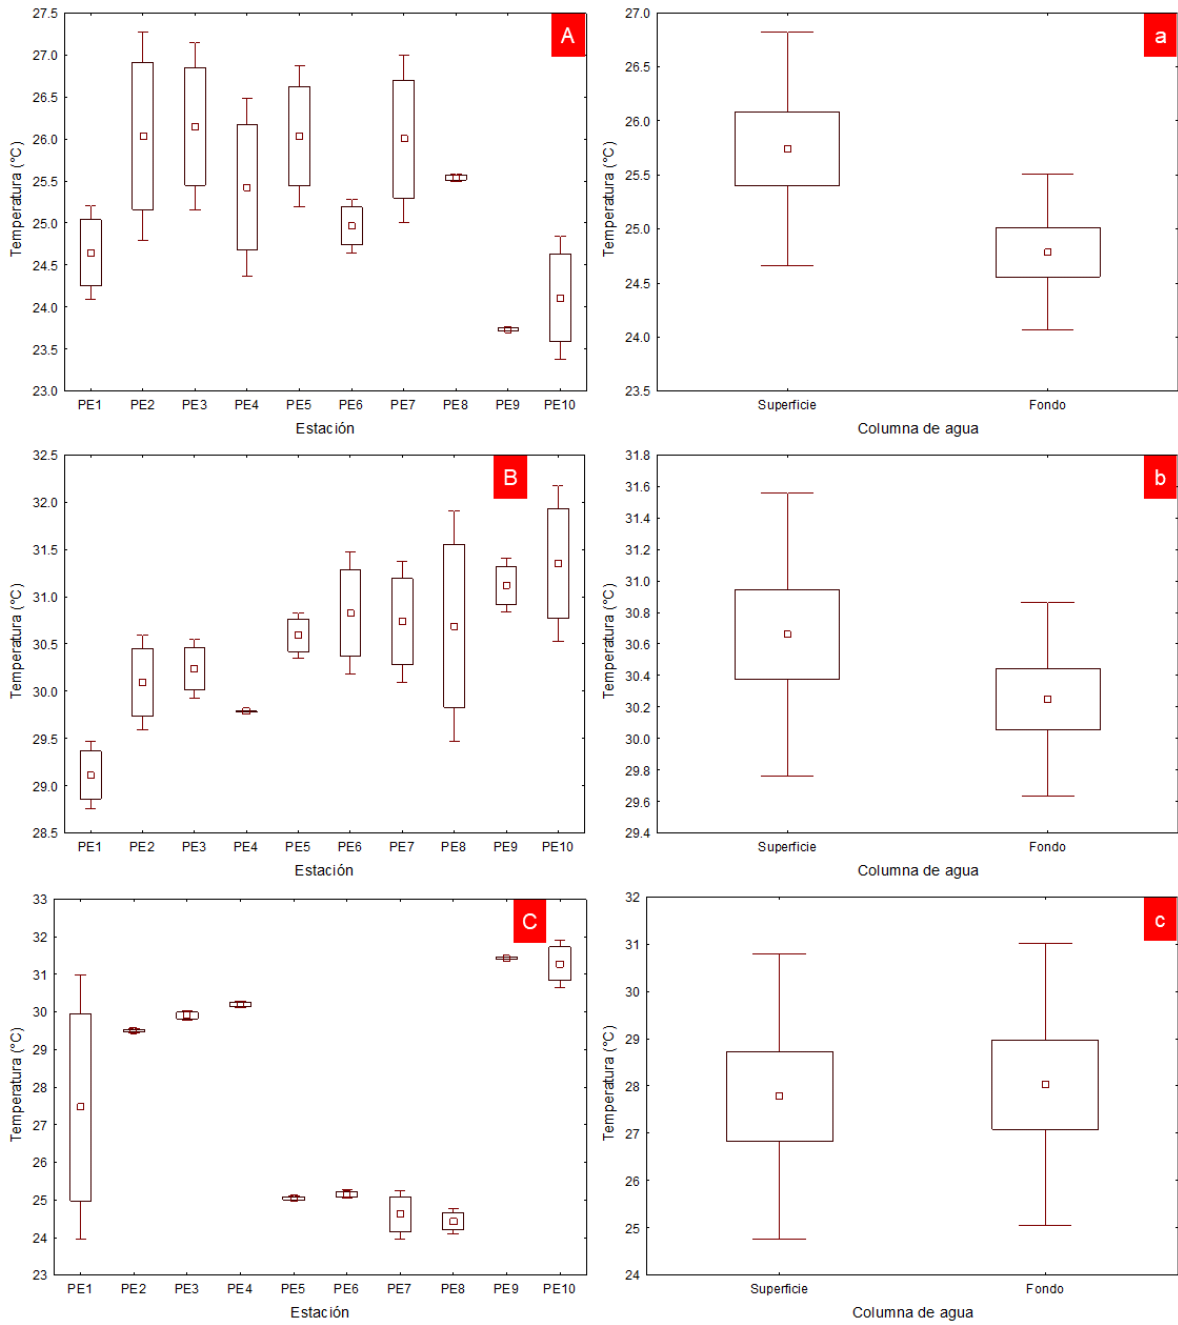 A
27.5
27.0
26.5
26.0
25.5
25.0
24.5
24.0
23.5
23.0
Temperatura (°C)
PE1 PE2 PE3 PE4 PE5 PE6 PE7 PE8 PE9 PE10
Estación
a
27.0
26.5
26.0
25.5
25.0
24.5
24.0
23.5
Temperatura (°C)
Superficie Fondo
Columna de agua
B
32.5
32.0
31.5
31.0
30.5
30.0
29.5
29.0
28.5
Temperatura (°C)
PE1 PE2 PE3 PE4 PE5 PE6 PE7 PE8 PE9 PE10
Estación
b
31.8
31.6
31.4
31.2
31.0
30.8
30.6
30.4
30.2
30.0
29.8
29.6
29.4
Temperatura (°C)
Superficie Fondo
Columna de agua
C
33
32
31
30
29
28
27
26
25
24
23
Temperatura (°C)
PE1 PE2 PE3 PE4 PE5 PE6 PE7 PE8 PE9 PE10
Estación
c
32
31
30
29
28
27
26
25
24
Temperatura (°C)
Superficie Fondo
Columna de agua